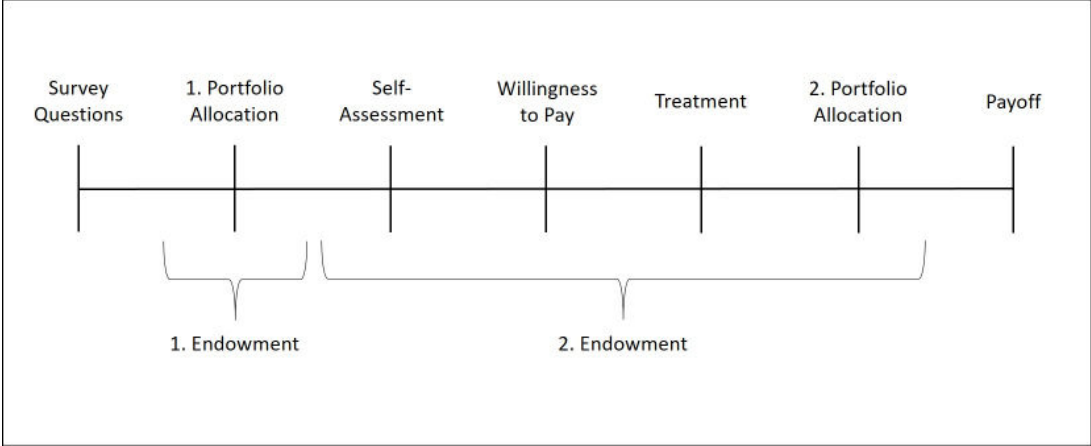 Survey
Questions
1. Portfolio
Allocation
Self-
Assessment
Willingness
to Pay
Treatment
2. Portfolio
Allocation
Payoff
1. Endowment
2. Endowment